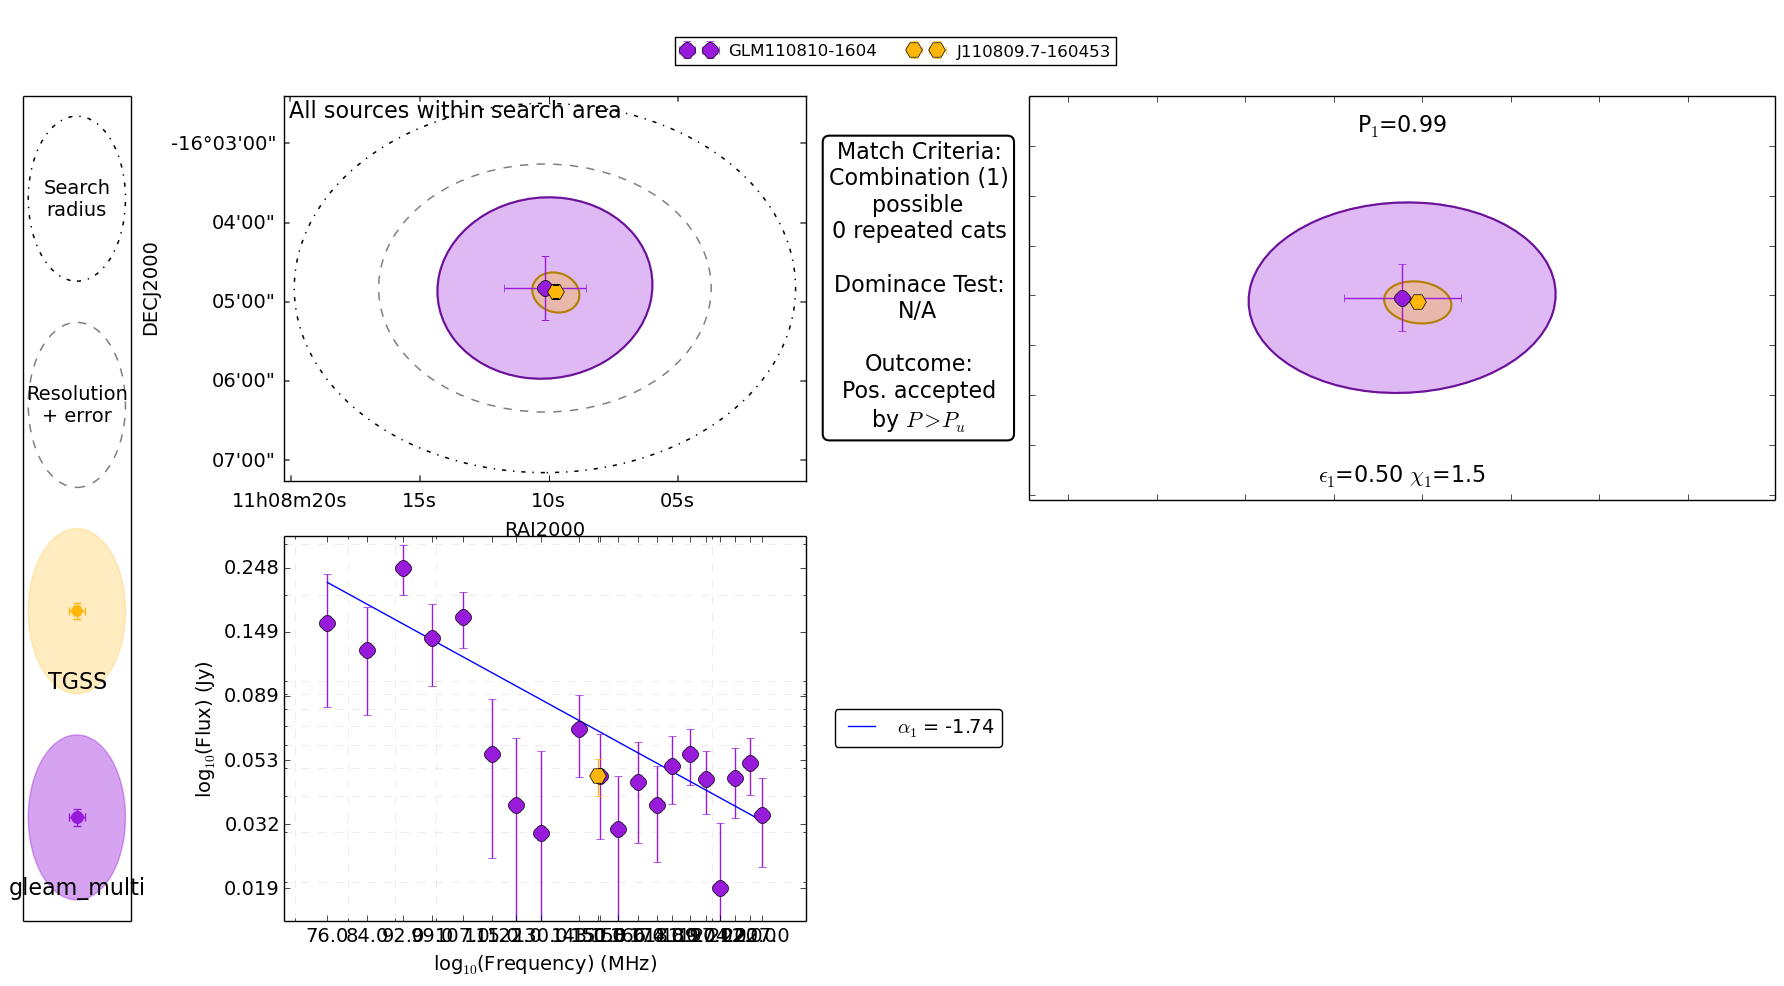 GLM110810-1604 J110809.7-160453
Search
radius
Resolution
+ error
TGSS
gleam_multi
All sources within search area
DECJ2000
-16°03'00"
04'00"
05'00"
06'00"
07'00"
11h08m20s 15s 10s 05s
RAJ2000
Match Criteria:
Combination (1)
possible
0 repeated cats
Dominace Test:
N/A
Outcome:
Pos. accepted
by P>Pu
P1=0.99
ϵ1=0.50 χ1=1.5
log10(Flux) (Jy)
0.248
0.149
0.089
0.053
0.032
0.019
76.0 84.0 92.0
log10(Frequency) (MHz)
α1 = -1.74